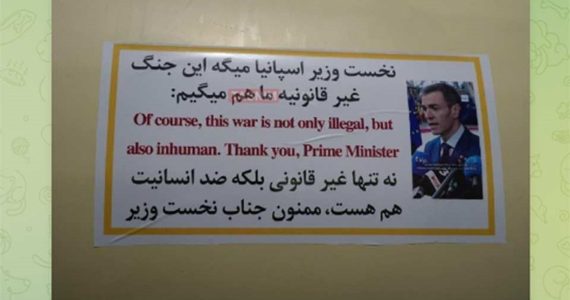 نخست وزیر اسپانیا میگه این جنگ
غیر قانونیه ما هم میگیم:
Of course, this war is not only illegal, but
also inhuman. Thank you, Prime Minister
نه تنها غیر قانونی بلکه ضد انسانیت
هم هست، ممنون جناب نخست وزیر